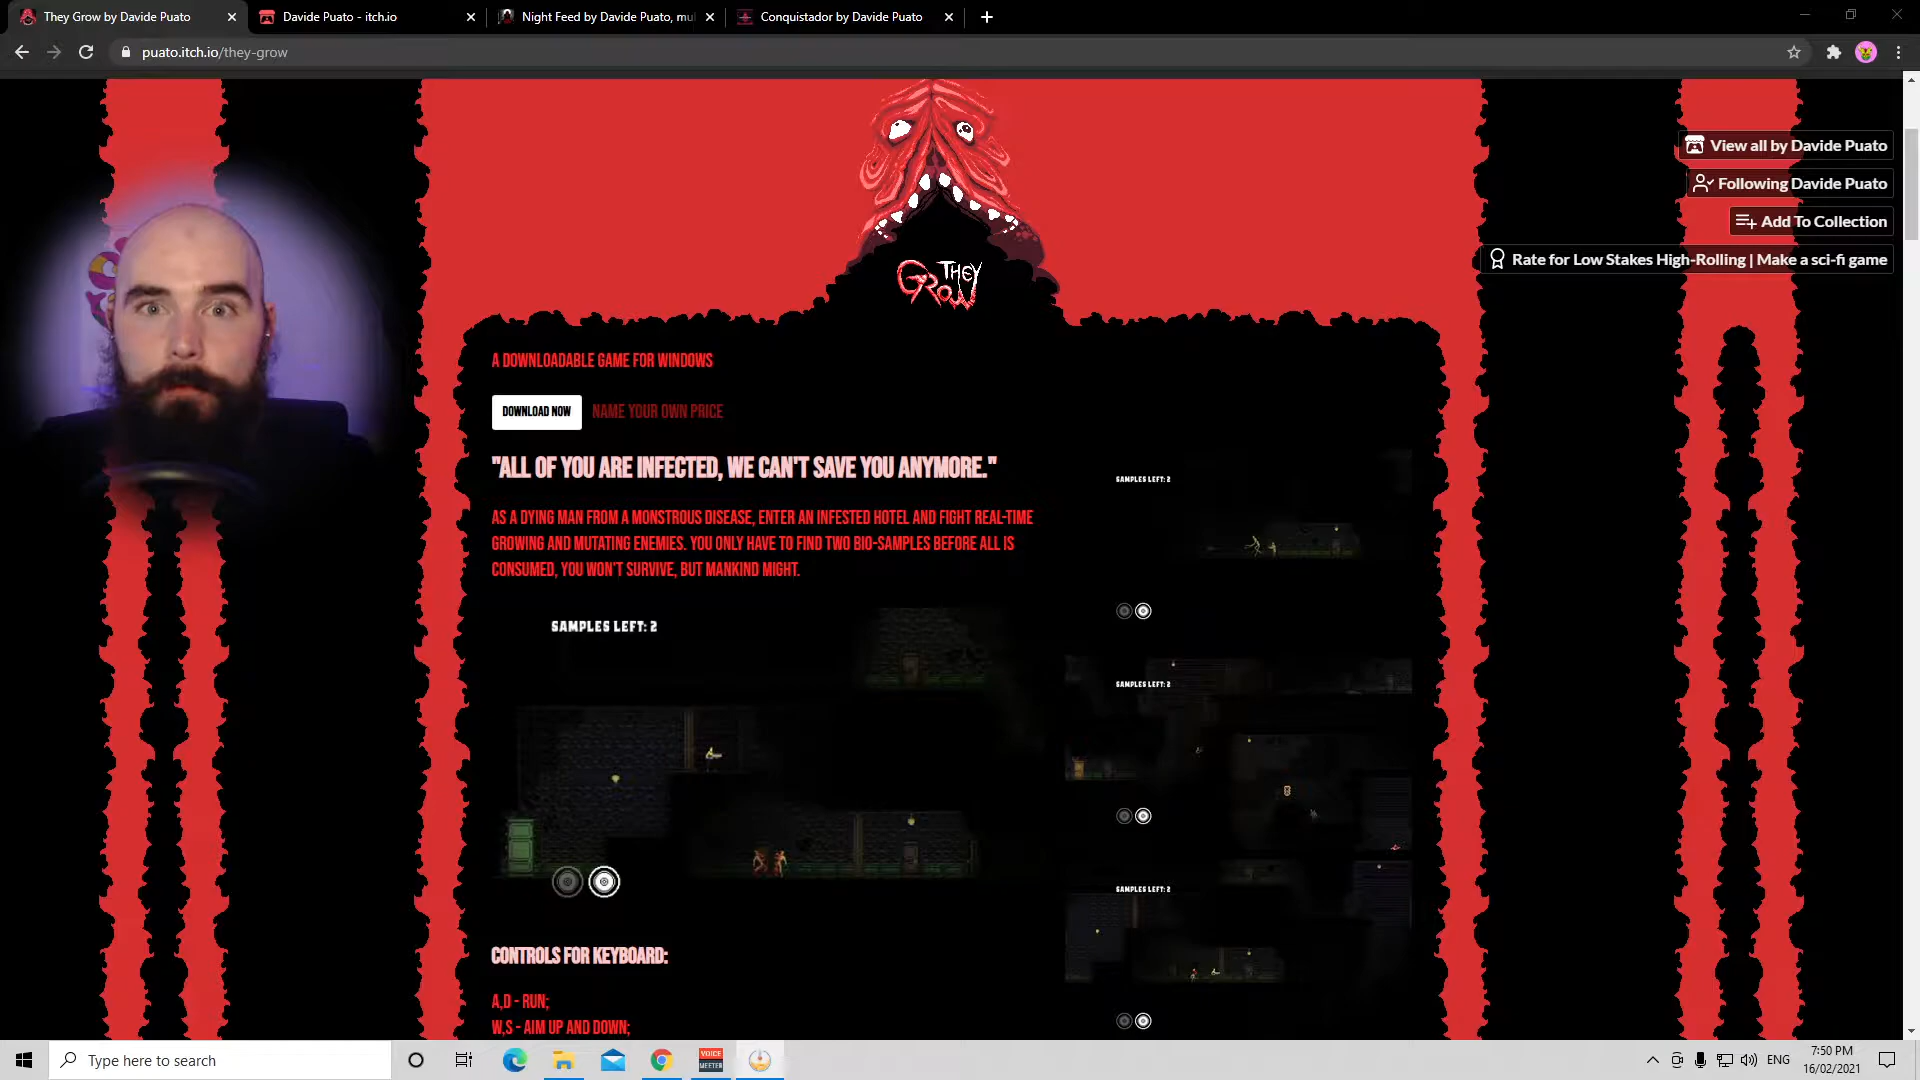 They Grow by Davide Puato
Davide Puato - itch.io
Night Feed by Davide Puato, mul
Conquistador by Davide Puato
puato.itch.io/they-grow
View all by Davide Puato
Following Davide Puato
Add To Collection
Rate for Low Stakes High-Rolling | Make a sci-fi game
THEY
GROW
A DOWNLOADABLE GAME FOR WINDOWS
DOWNLOAD NOW NAME YOUR OWN PRICE
"ALL OF YOU ARE INFECTED, WE CAN'T SAVE YOU ANYMORE."
AS A DYING MAN FROM A MONSTROUS DISEASE, ENTER AN INFESTED HOTEL AND FIGHT REAL-TIME
GROWING AND MUTATING ENEMIES. YOU ONLY HAVE TO FIND TWO BIO-SAMPLES BEFORE ALL IS
CONSUMED, YOU WON'T SURVIVE, BUT MANKIND MIGHT.
SAMPLES LEFT: 2
SAMPLES LEFT: 2
SAMPLES LEFT: 2
SAMPLES LEFT: 2
CONTROLS FOR KEYBOARD:
A,D - RUN;
W,S - AIM UP AND DOWN;
Type here to search
VOICE
MEETER
ENG
7:50 PM
16/02/2021